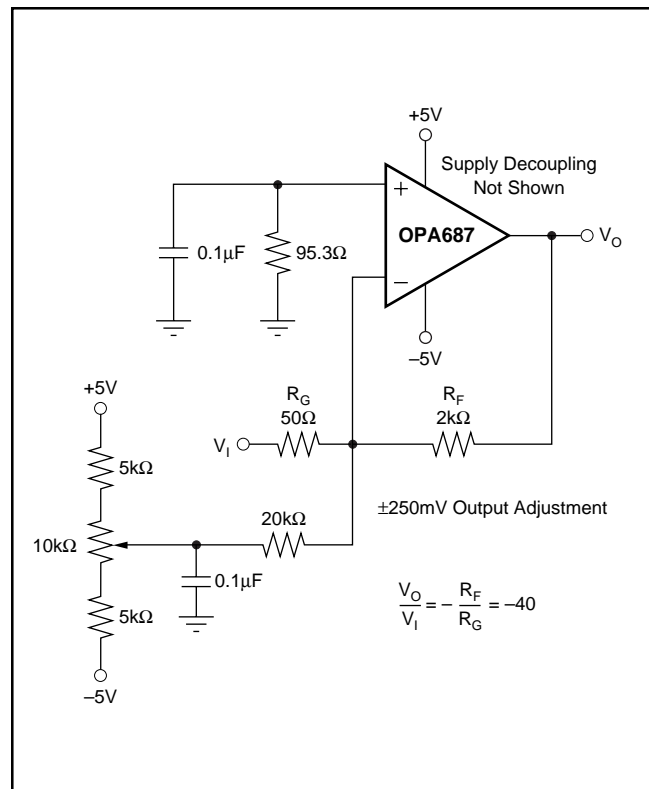 +5V
Supply Decoupling
Not Shown
+
OPA687
0.1μF
95.3Ω
V_O
−
–5V
+5V
R_G
50Ω
R_F
2kΩ
V_I
5kΩ
±250mV Output Adjustment
20kΩ
10kΩ
0.1μF
V_O / V_I = – R_F / R_G = –40
5kΩ
–5V